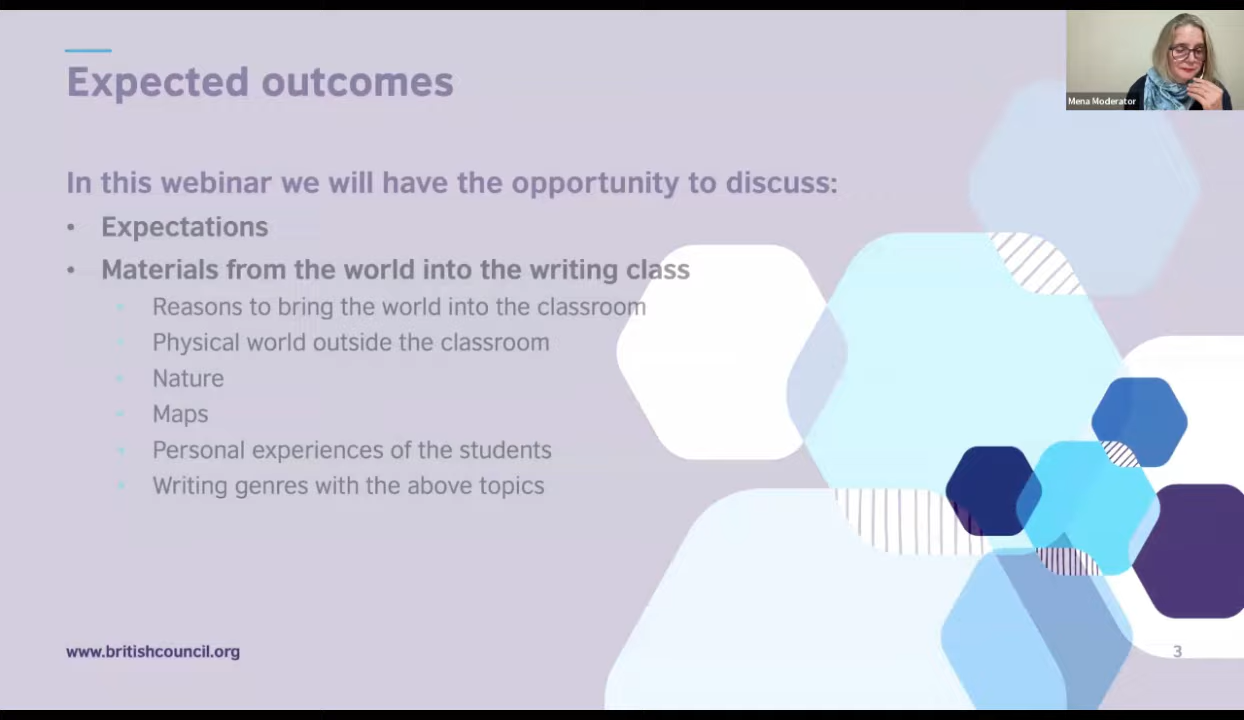 Expected outcomes
Mena Moderator
In this webinar we will have the opportunity to discuss:
• Expectations
• Materials from the world into the writing class
• Reasons to bring the world into the classroom
• Physical world outside the classroom
• Nature
• Maps
• Personal experiences of the students
• Writing genres with the above topics
www.britishcouncil.org
3